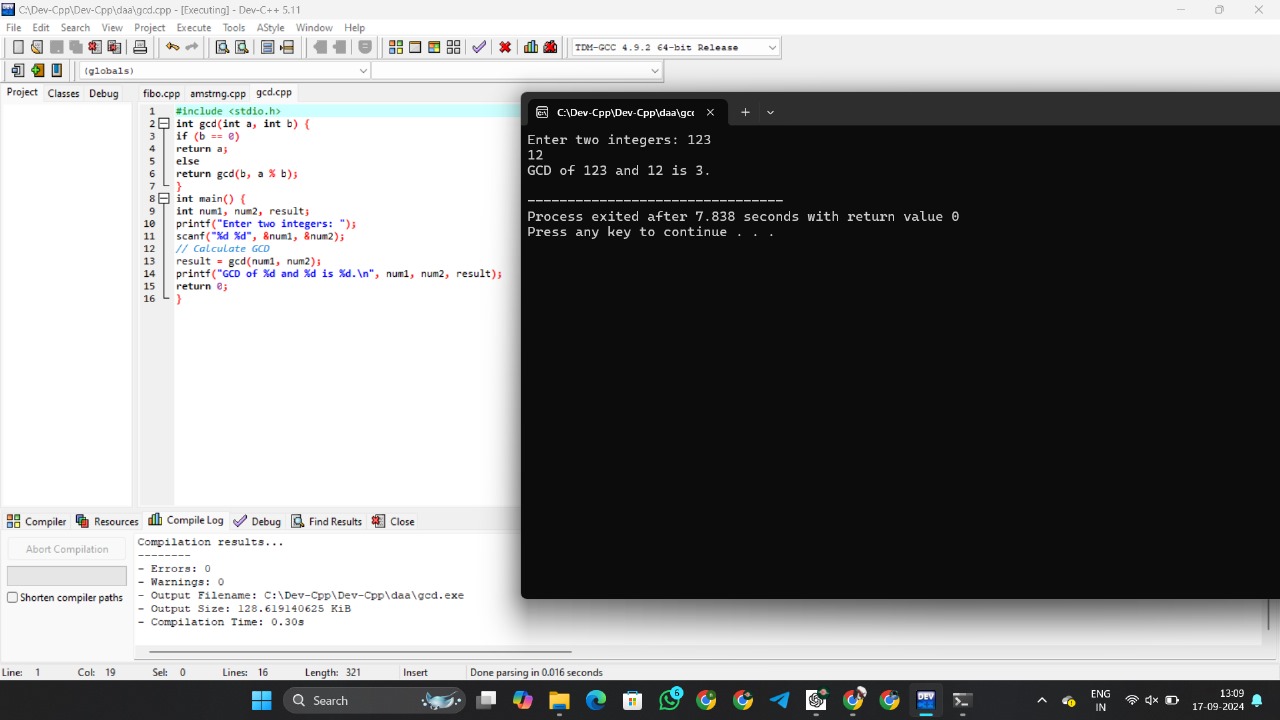 C:\Dev-Cpp\Dev-Cpp\daa\gcd.cpp - [Executing] - Dev-C++ 5.11
File Edit Search View Project Execute Tools AStyle Window Help
TDM-GCC 4.9.2 64-bit Release
(globals)
Project Classes Debug fibo.cpp amstrng.cpp gcd.cpp
1 #include <stdio.h>
2 int gcd(int a, int b) {
3 if (b == 0)
4 return a;
5 else
6 return gcd(b, a % b);
7 }
8 int main() {
9 int num1, num2, result;
10 printf("Enter two integers: ");
11 scanf("%d %d", &num1, &num2);
12 // Calculate GCD
13 result = gcd(num1, num2);
14 printf("GCD of %d and %d is %d.\n", num1, num2, result);
15 return 0;
16 }
C:\Dev-Cpp\Dev-Cpp\daa\gcc
Enter two integers: 123
12
GCD of 123 and 12 is 3.
--------------------------------
Process exited after 7.838 seconds with return value 0
Press any key to continue . . .
Compiler Resources Compile Log Debug Find Results Close
Abort Compilation
Shorten compiler paths
Compilation results...
--------
- Errors: 0
- Warnings: 0
- Output Filename: C:\Dev-Cpp\Dev-Cpp\daa\gcd.exe
- Output Size: 128.619140625 KiB
- Compilation Time: 0.30s
Line: 1 Col: 19 Sel: 0 Lines: 16 Length: 321 Insert Done parsing in 0.016 seconds
Search
6
ENG
IN
13:09
17-09-2024